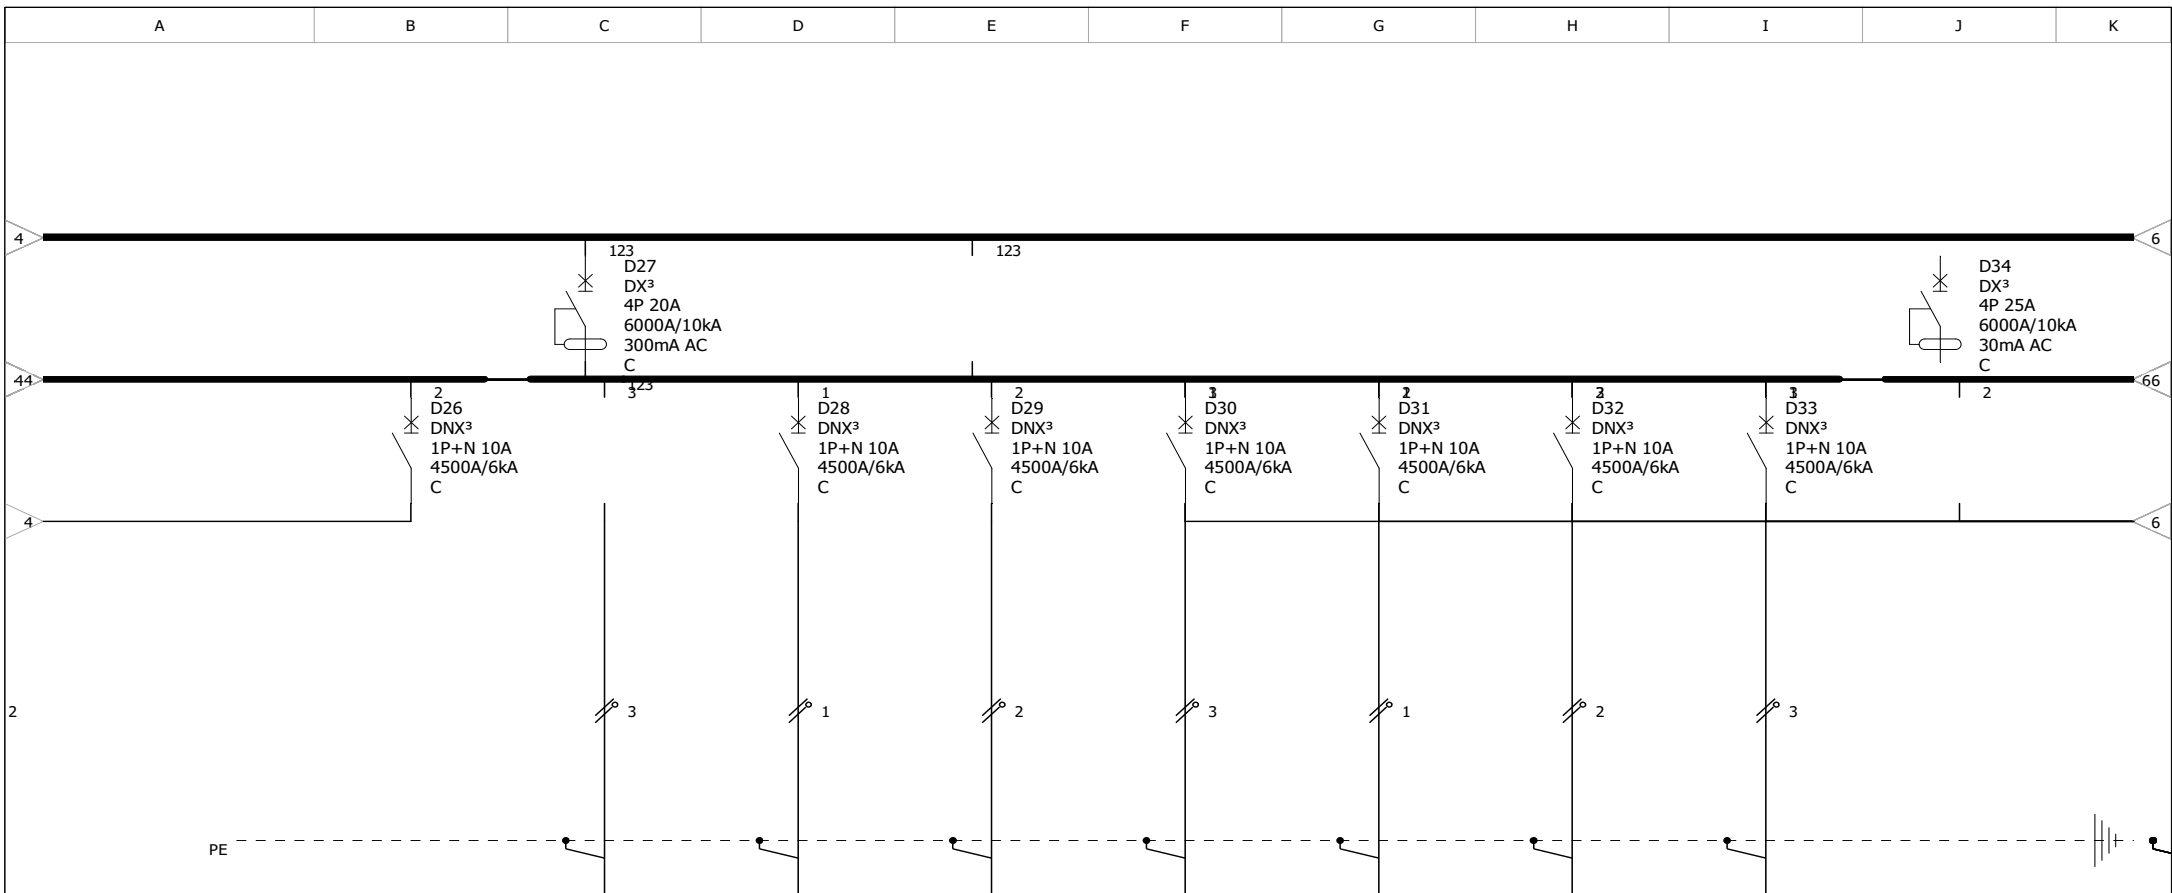 A B C D E F G H I J K
4 6
123 123
D27
DX³
4P 20A
6000A/10kA
300mA AC
C
D34
DX³
4P 25A
6000A/10kA
30mA AC
C
44 66
2 3 123 1 2 2
D26
DNX³
1P+N 10A
4500A/6kA
C
D28
DNX³
1P+N 10A
4500A/6kA
C
D29
DNX³
1P+N 10A
4500A/6kA
C
D30
DNX³
1P+N 10A
4500A/6kA
C
D31
DNX³
1P+N 10A
4500A/6kA
C
D32
DNX³
1P+N 10A
4500A/6kA
C
D33
DNX³
1P+N 10A
4500A/6kA
C
4 6
2 3 1 2 3 1 2 3
PE